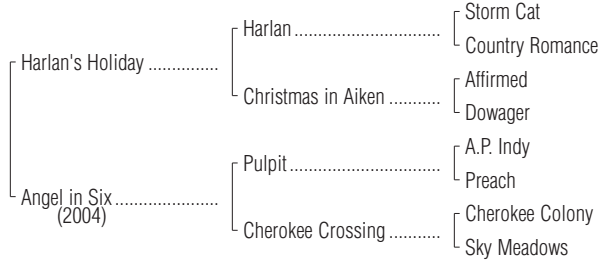 Storm Cat
Harlan
Country Romance
Harlan's Holiday
Affirmed
Christmas in Aiken
Dowager
A.P. Indy
Pulpit
Preach
Angel in Six
(2004)
Cherokee Colony
Cherokee Crossing
Sky Meadows